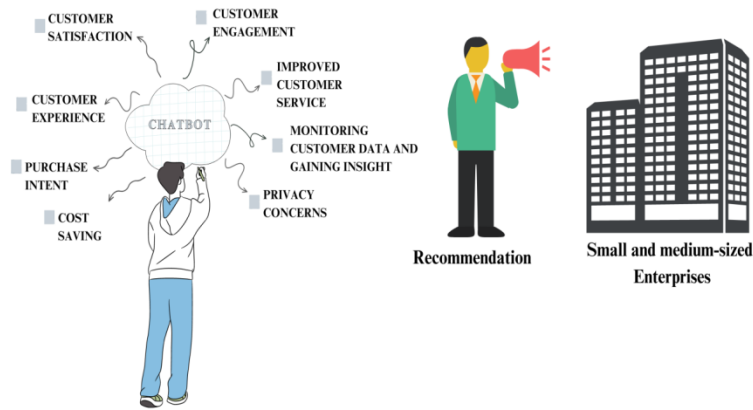 CUSTOMER
SATISFACTION
CUSTOMER
ENGAGEMENT
CUSTOMER
EXPERIENCE
CHATBOT
IMPROVED
CUSTOMER
SERVICE
PURCHASE
INTENT
MONITORING
CUSTOMER DATA AND
GAINING INSIGHT
COST
SAVING
PRIVACY
CONCERNS
Recommendation
Small and medium-sized
Enterprises